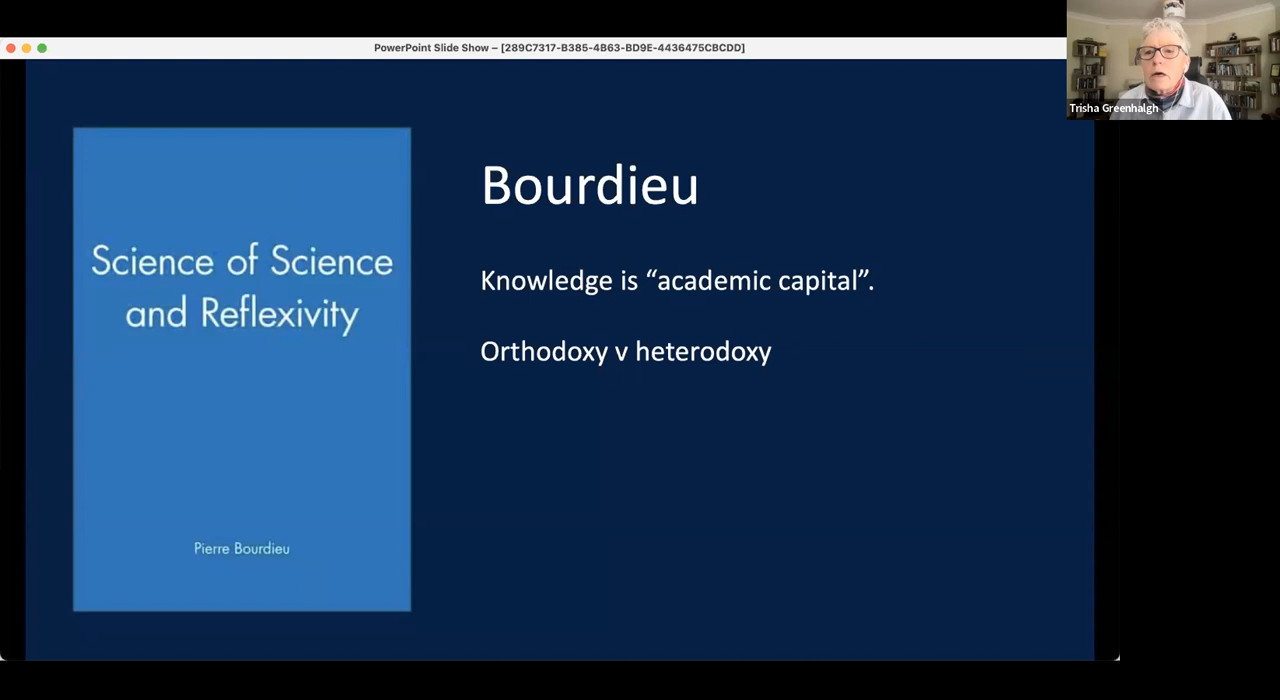 PowerPoint Slide Show – [289C7317-B385-4B63-BD9E-4436475CBCDD]
Trisha Greenhalgh
Science of Science
and Reflexivity
Pierre Bourdieu
Bourdieu
Knowledge is “academic capital”.
Orthodoxy v heterodoxy